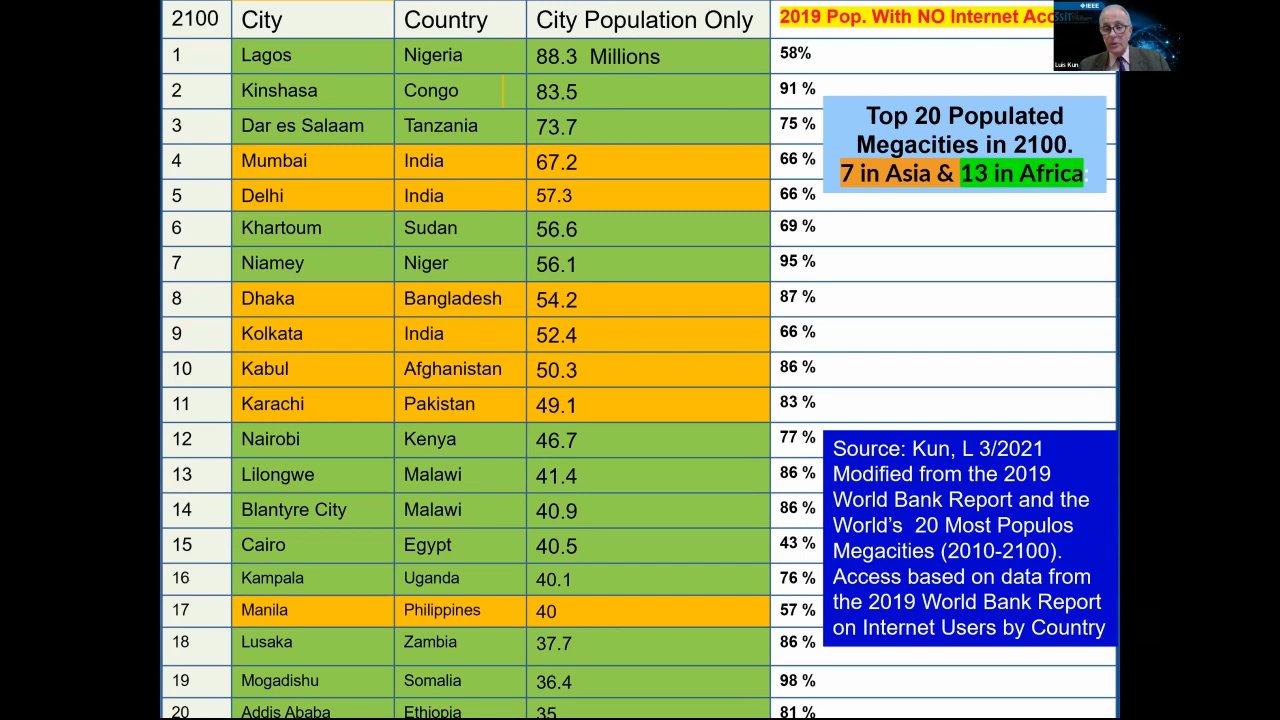 2100 City Country City Population Only 2019 Pop. With NO Internet Acc
1 Lagos Nigeria 88.3 Millions 58%
2 Kinshasa Congo 83.5 91 %
3 Dar es Salaam Tanzania 73.7 75 %
4 Mumbai India 67.2 66 %
5 Delhi India 57.3 66 %
6 Khartoum Sudan 56.6 69 %
7 Niamey Niger 56.1 95 %
8 Dhaka Bangladesh 54.2 87 %
9 Kolkata India 52.4 66 %
10 Kabul Afghanistan 50.3 86 %
11 Karachi Pakistan 49.1 83 %
12 Nairobi Kenya 46.7 77 %
13 Lilongwe Malawi 41.4 86 %
14 Blantyre City Malawi 40.9 86 %
15 Cairo Egypt 40.5 43 %
16 Kampala Uganda 40.1 76 %
17 Manila Philippines 40 57 %
18 Lusaka Zambia 37.7 86 %
19 Mogadishu Somalia 36.4 98 %
20 Addis Ababa Ethiopia 35 81 %
IEEE
SSIT
Luis Kun
Top 20 Populated
Megacities in 2100.
7 in Asia & 13 in Africa:
Source: Kun, L 3/2021
Modified from the 2019
World Bank Report and the
World’s 20 Most Populos
Megacities (2010-2100).
Access based on data from
the 2019 World Bank Report
on Internet Users by Country